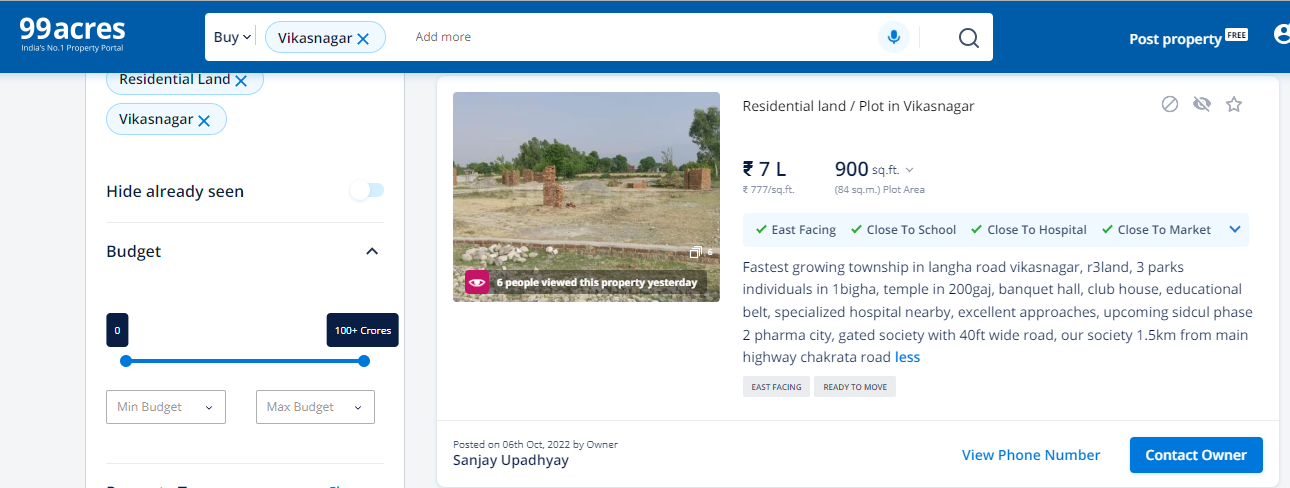 99acres
India's No.1 Property Portal
Buy
Vikasnagar
Add more
Post property FREE
Residential Land
Vikasnagar
Hide already seen
Budget
0
100+ Crores
Min Budget
Max Budget
6
6 people viewed this property yesterday
Residential land / Plot in Vikasnagar
₹ 7 L
900 sq.ft.
₹ 777/sq.ft.
(84 sq.m.) Plot Area
East Facing Close To School Close To Hospital Close To Market
Fastest growing township in langha road vikasnagar, r3land, 3 parks
individuals in 1bigha, temple in 200gaj, banquet hall, club house, educational
belt, specialized hospital nearby, excellent approaches, upcoming sidcul phase
2 pharma city, gated society with 40ft wide road, our society 1.5km from main
highway chakrata road less
EAST FACING READY TO MOVE
Posted on 06th Oct, 2022 by Owner
Sanjay Upadhyay
View Phone Number
Contact Owner